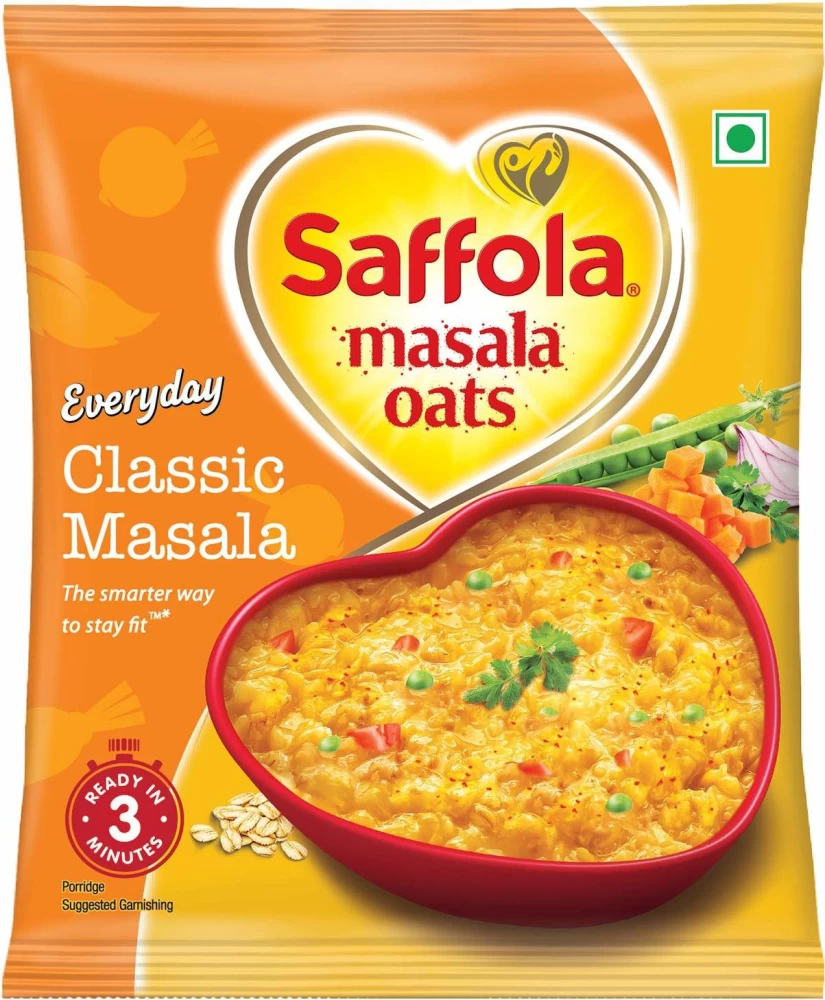 Saffola®
masala
oats
Everyday
Classic
Masala
The smarter way
to stay fit™*
READY IN
3
MINUTES
Porridge
Suggested Garnishing